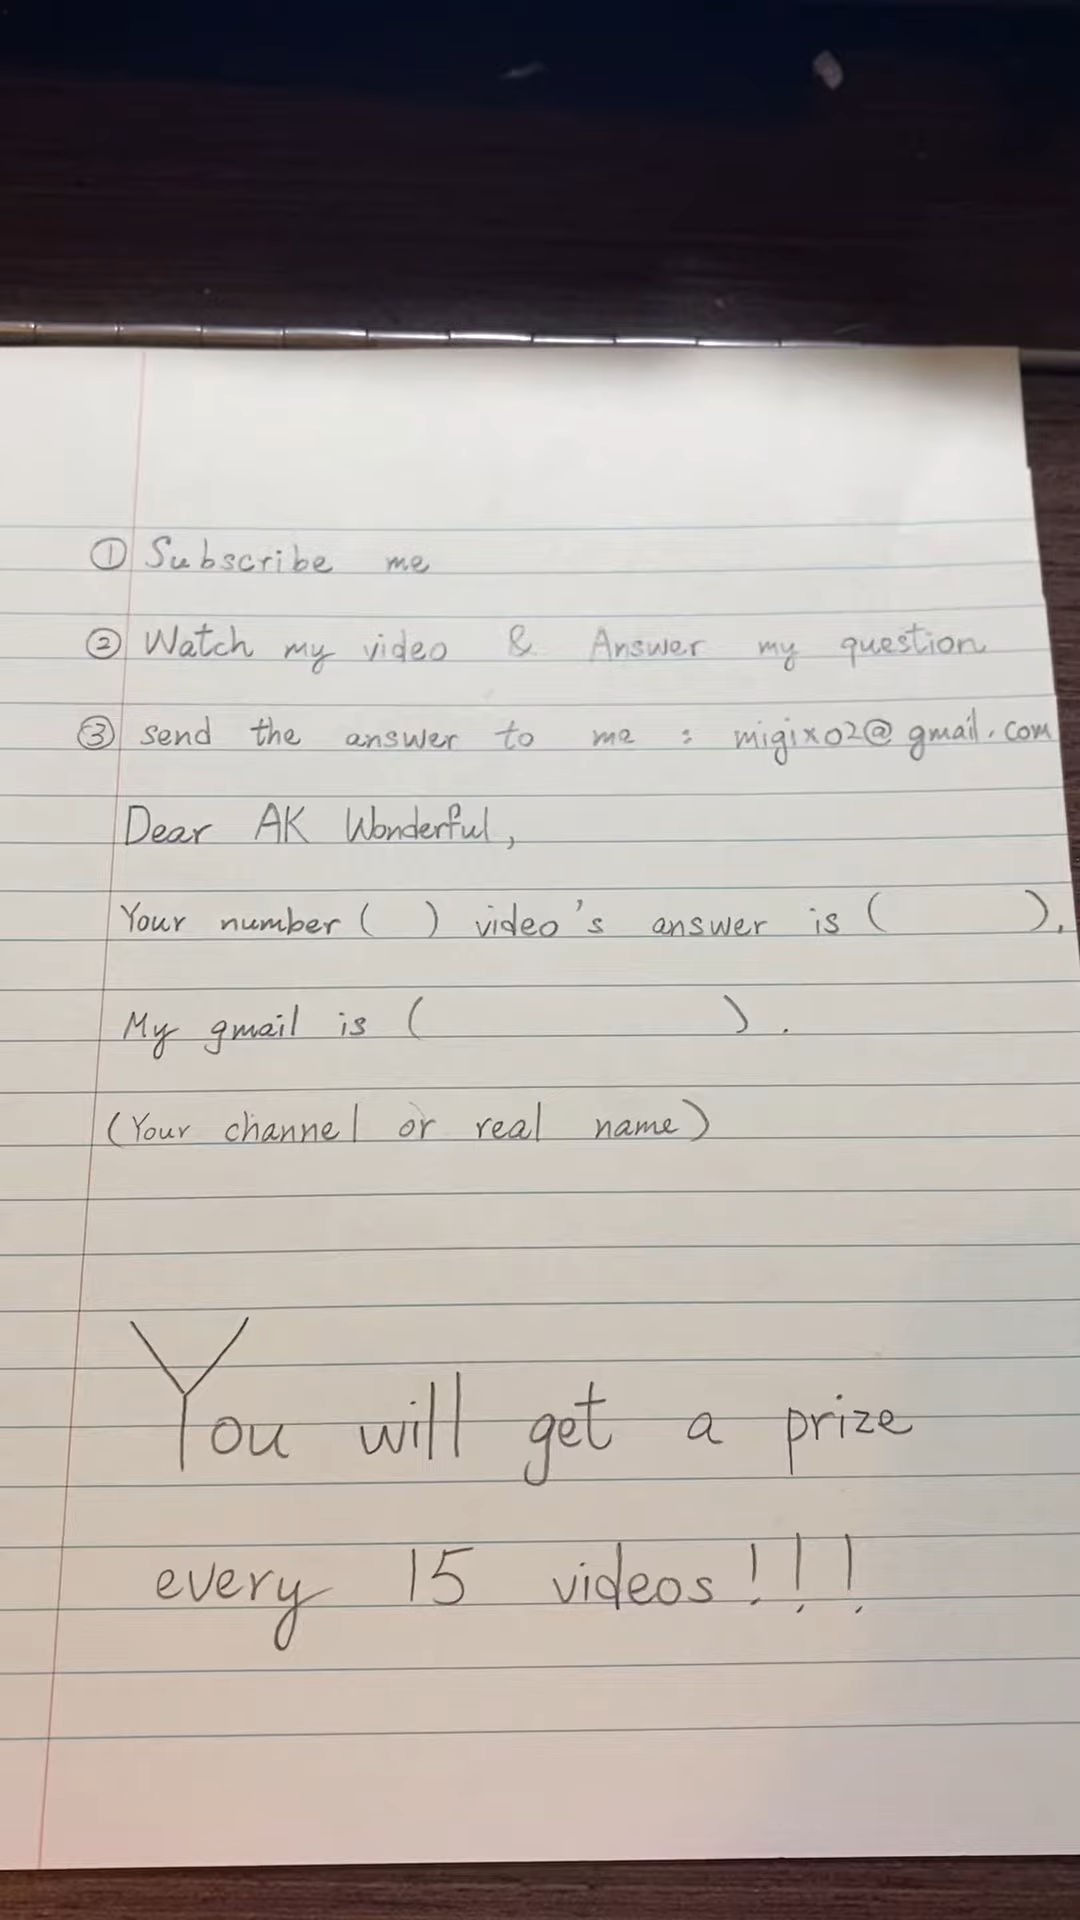 ① Subscribe me
② Watch my video & Answer my question
③ send the answer to me : migixo2@gmail.com
Dear AK Wonderful,
Your number ( ) video's answer is ( ).
My gmail is ( ).
(Your channel or real name)
You will get a prize
every 15 videos!!!